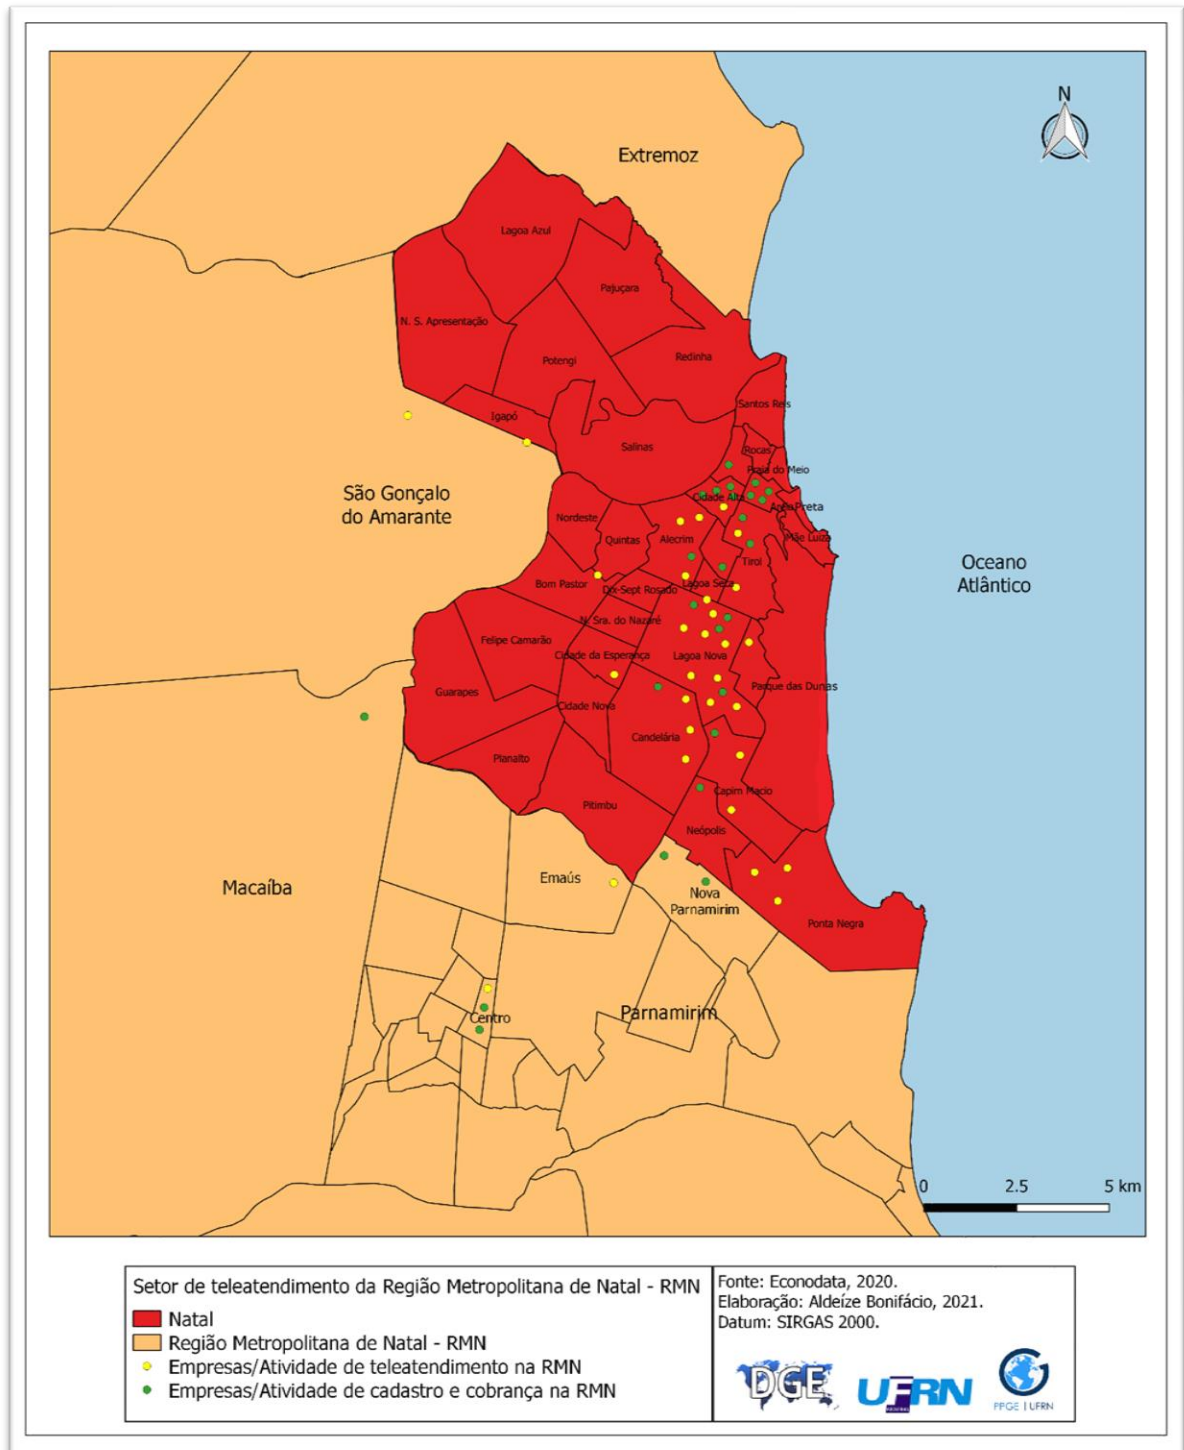 N
Extremoz
Lagoa Azul
Pajuçara
N. S. Apresentação
Potengi
Redinha
Santos Reis
Igapó
Salinas
Rocas
Praia do Meio
São Gonçalo
do Amarante
Cidade Alta
Areia Preta
Nordeste
Quintas
Alecrim
Mãe Luiza
Tirol
Oceano
Atlântico
Bom Pastor
Dix-Sept Rosado
Lagoa Seca
N. Sra. do Nazaré
Felipe Camarão
Cidade da Esperança
Lagoa Nova
Guarapes
Parque das Dunas
Cidade Nova
Candelária
Planalto
Capim Macio
Pitimbu
Neópolis
Emaús
Macaíba
Nova
Parnamirim
Ponta Negra
Centro
Parnamirim
0 2.5 5 km
Setor de teleatendimento da Região Metropolitana de Natal - RMN
Natal
Região Metropolitana de Natal - RMN
Empresas/Atividade de teleatendimento na RMN
Empresas/Atividade de cadastro e cobrança na RMN
Fonte: Econodata, 2020.
Elaboração: Aldeíze Bonifácio, 2021.
Datum: SIRGAS 2000.
DGE
UFRN
PPGE | UFRN